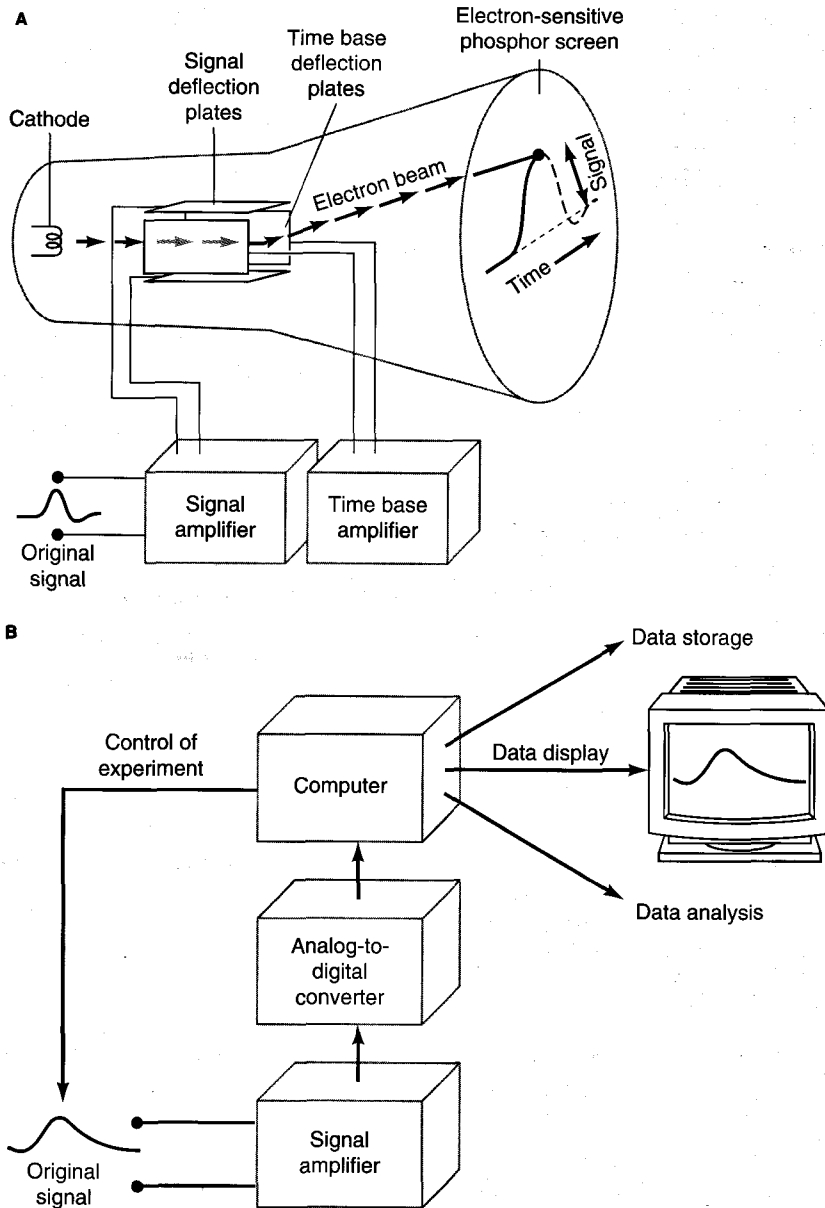 A
Electron-sensitive
phosphor screen
Time base
deflection
plates
Signal
deflection
plates
Cathode
Electron beam
Signal
Time
Signal
amplifier
Time base
amplifier
Original
signal
B
Data storage
Control of
experiment
Computer
Data display
Data analysis
Analog-to-
digital
converter
Signal
amplifier
Original
signal